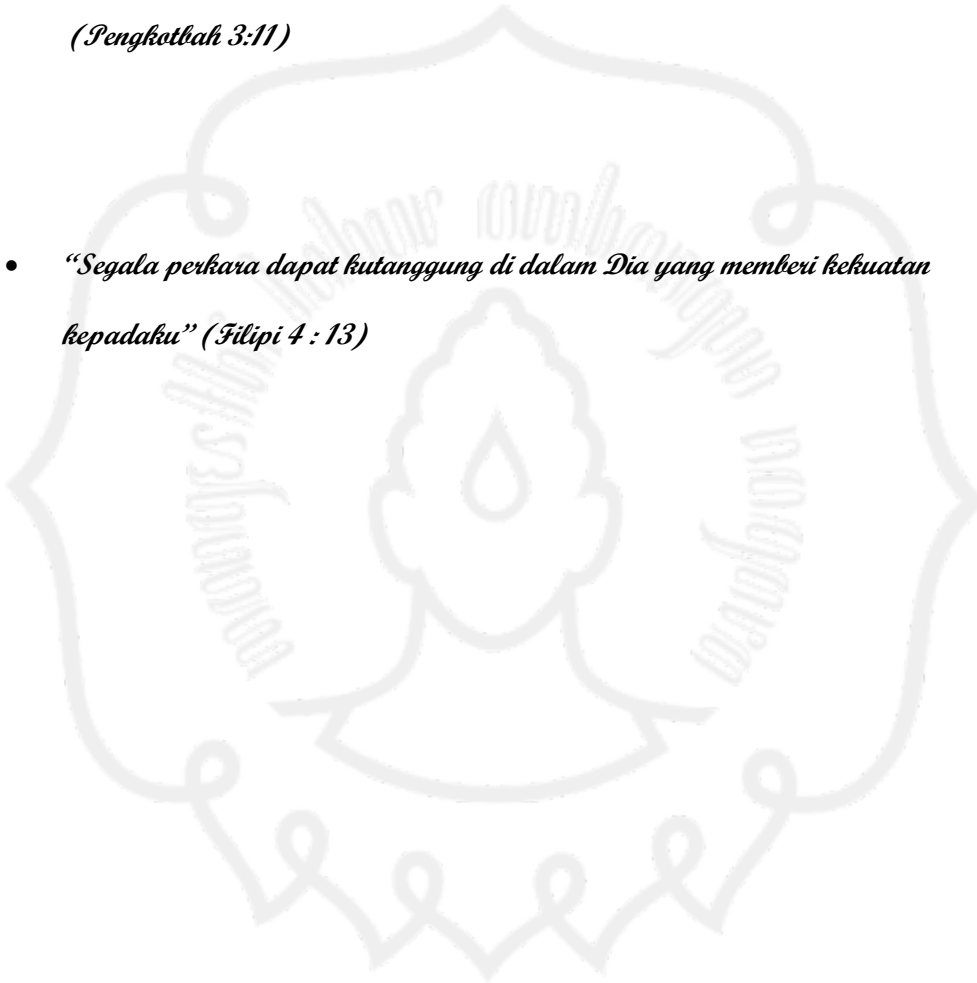 (Pengkotbah 3:11)
• “Segala perkara dapat kutanggung di dalam Dia yang memberi kekuatan
kepadaku” (Filipi 4 : 13)